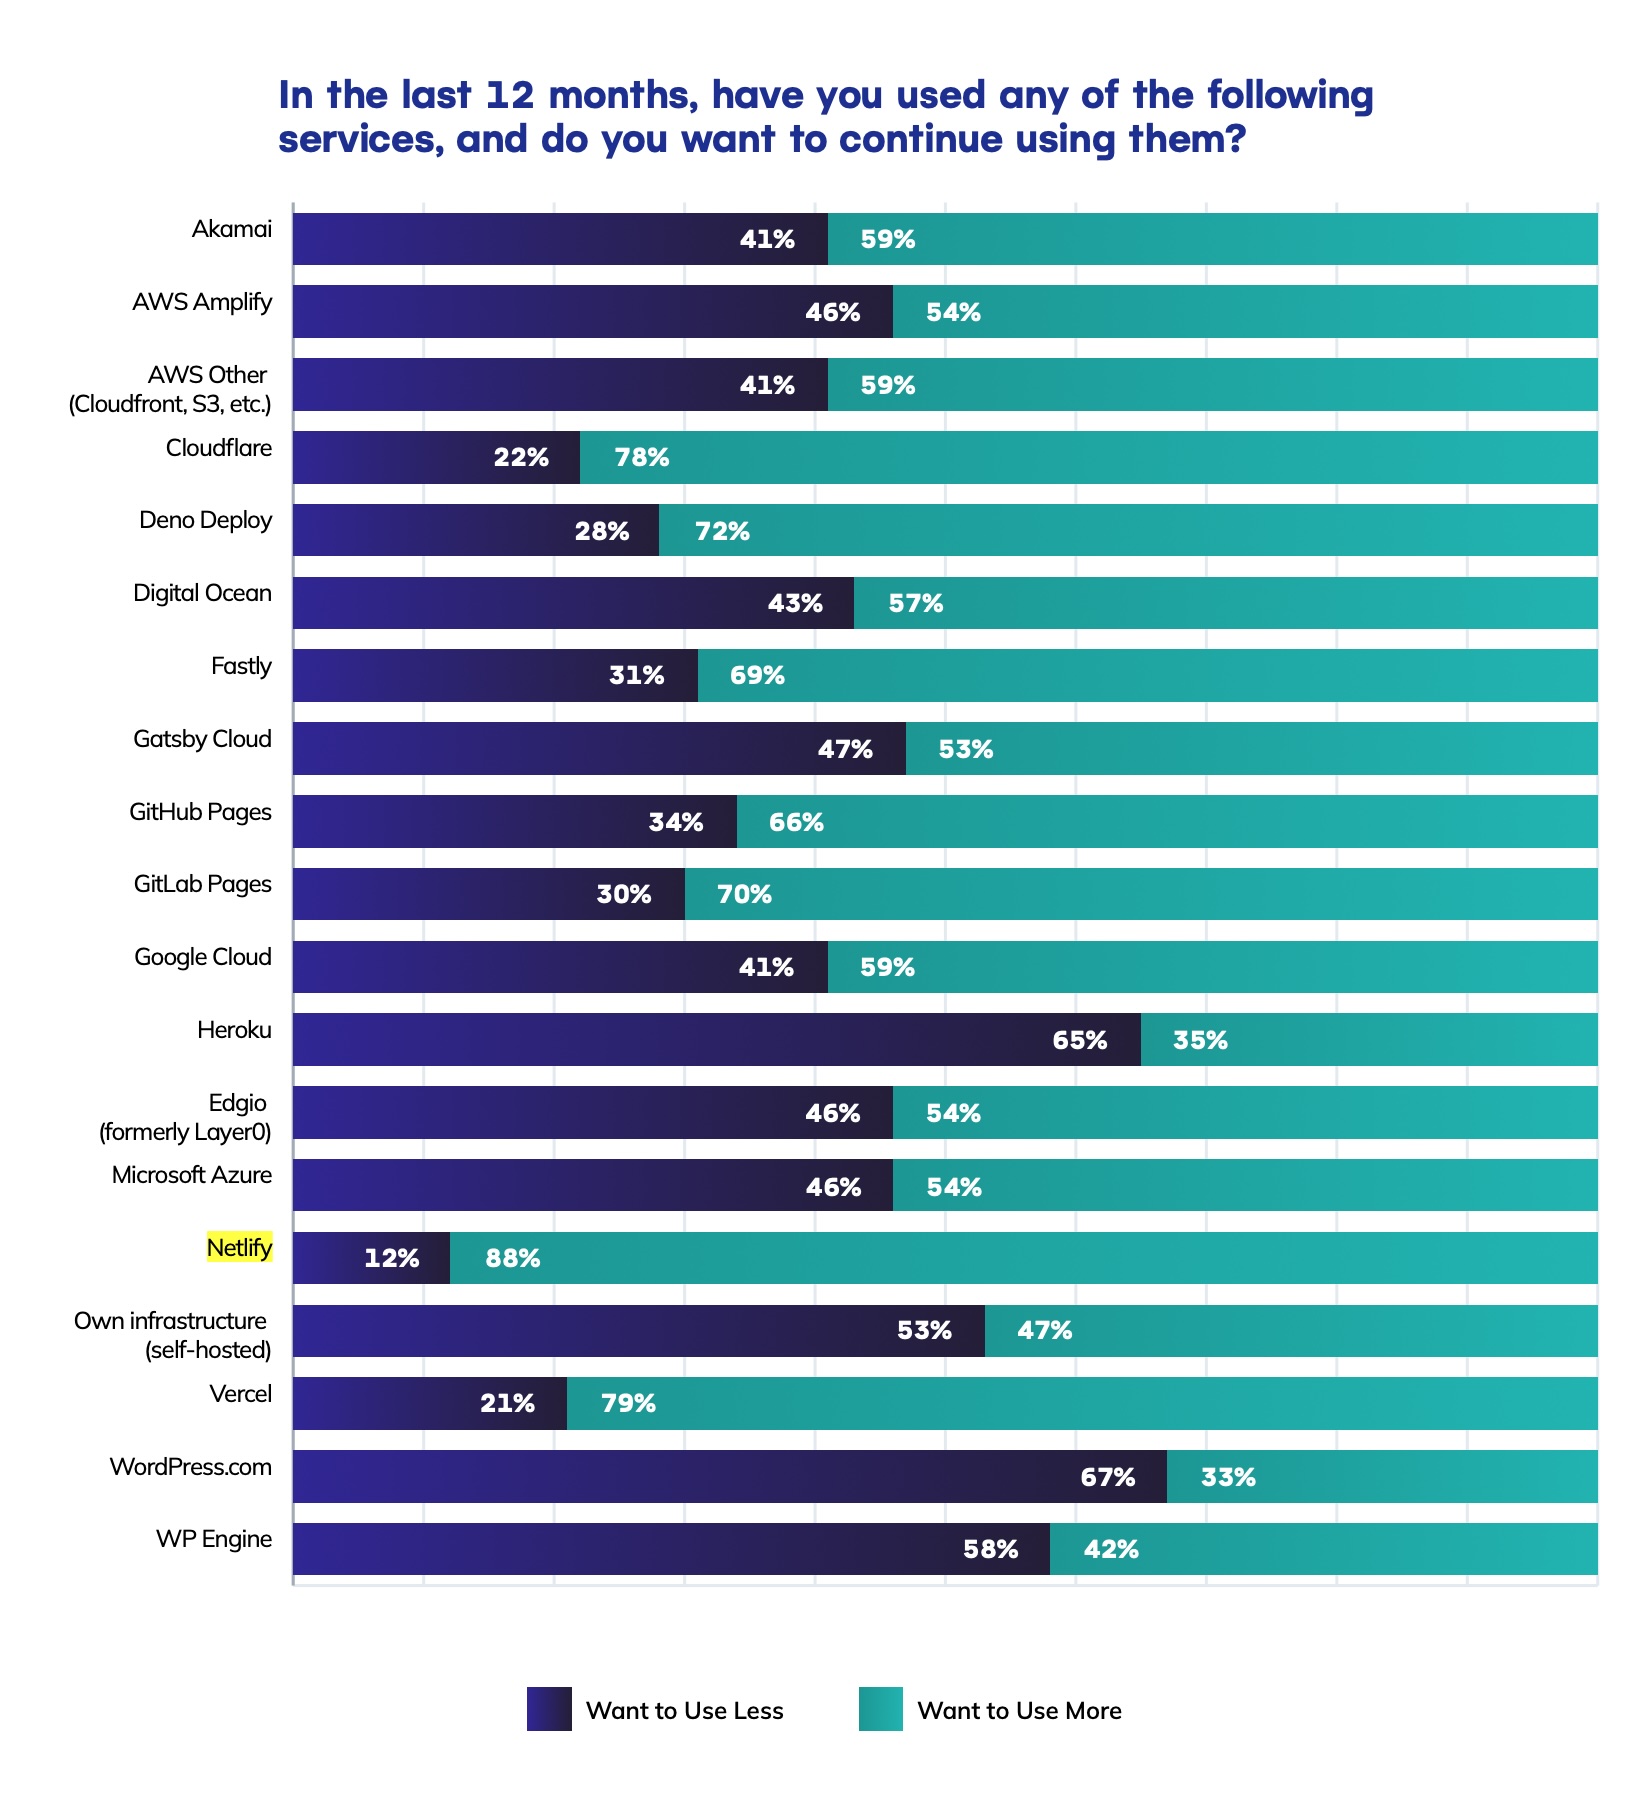 In the last 12 months, have you used any of the following
services, and do you want to continue using them?
Akamai 41% 59%
AWS Amplify 46% 54%
AWS Other
(Cloudfront, S3, etc.) 41% 59%
Cloudflare 22% 78%
Deno Deploy 28% 72%
Digital Ocean 43% 57%
Fastly 31% 69%
Gatsby Cloud 47% 53%
GitHub Pages 34% 66%
GitLab Pages 30% 70%
Google Cloud 41% 59%
Heroku 65% 35%
Edgio
(formerly Layer0) 46% 54%
Microsoft Azure 46% 54%
Netlify 12% 88%
Own infrastructure
(self-hosted) 53% 47%
Vercel 21% 79%
WordPress.com 67% 33%
WP Engine 58% 42%
Want to Use Less Want to Use More